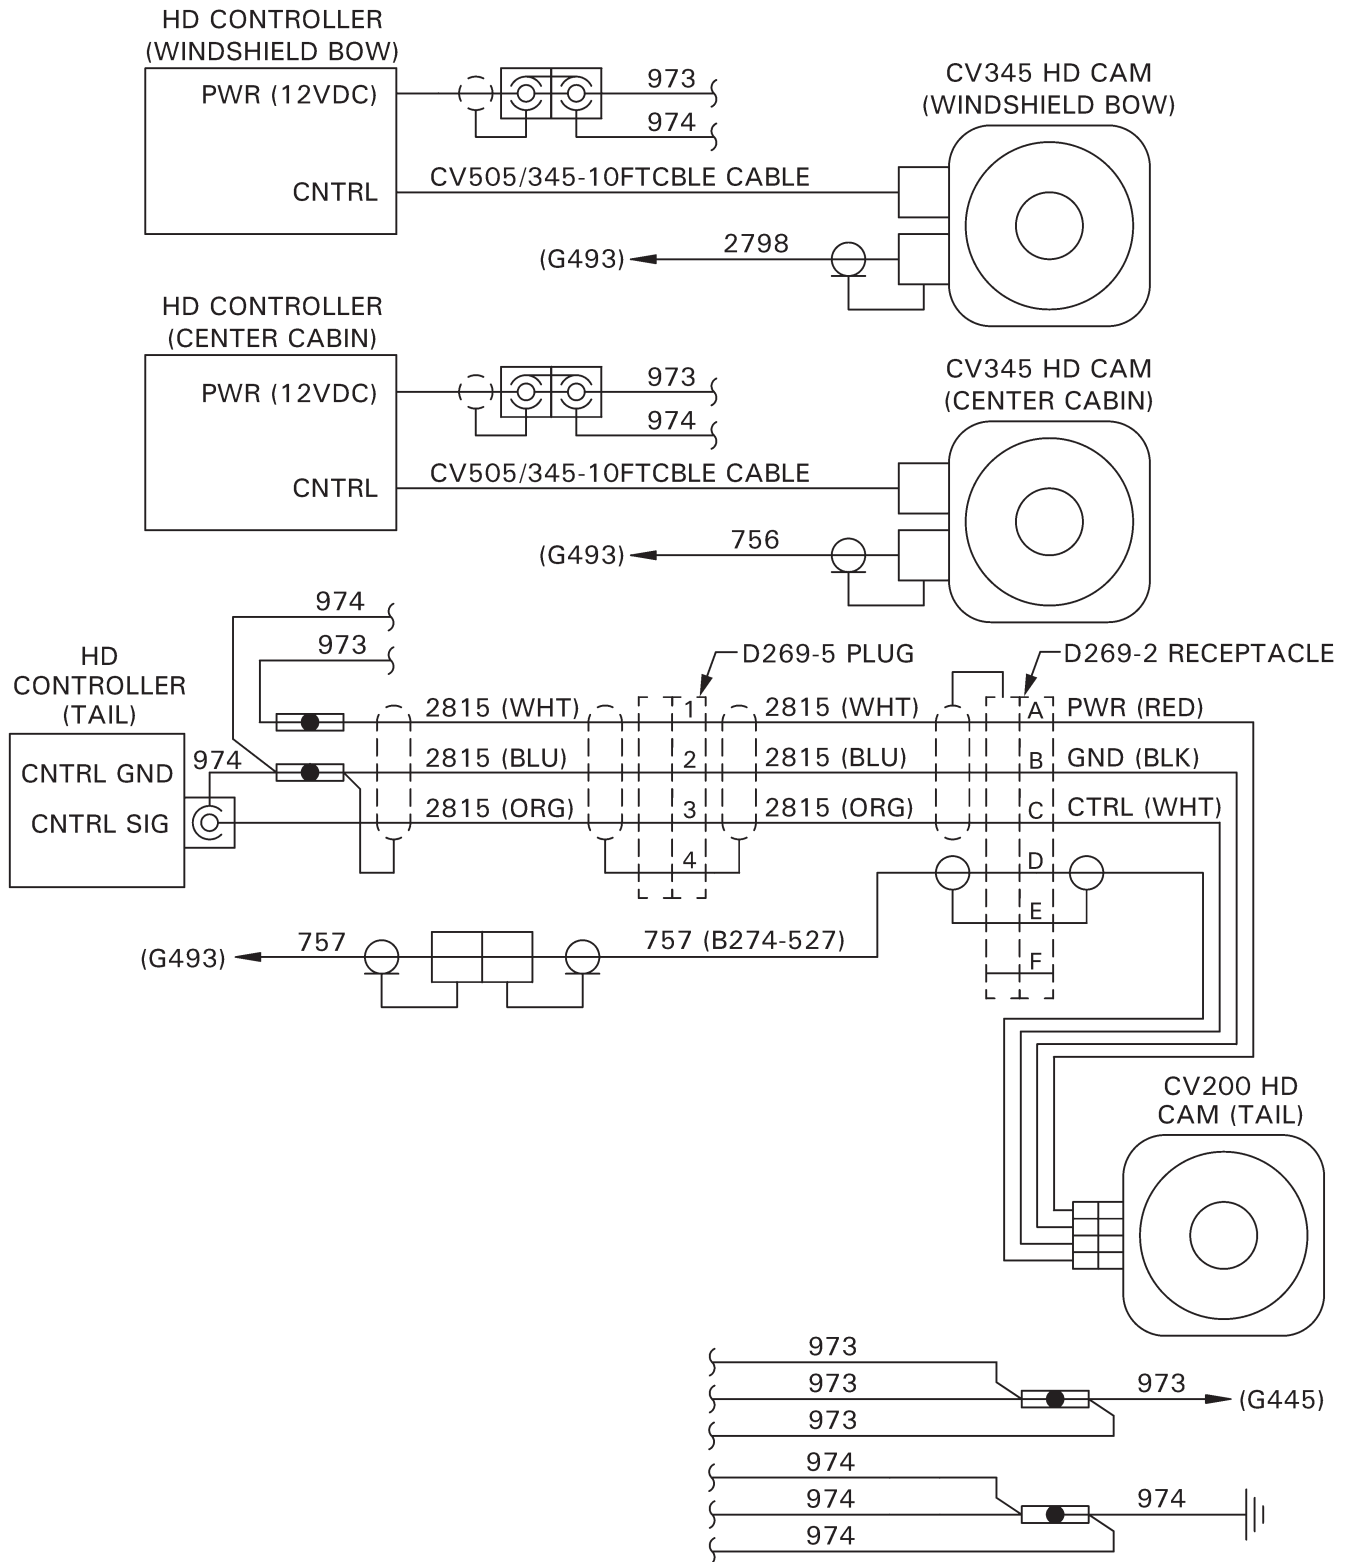 HD CONTROLLER
(WINDSHIELD BOW)
PWR (12VDC)
CNTRL
973
974
CV505/345-10FTCBLE CABLE
CV345 HD CAM
(WINDSHIELD BOW)
(G493)
2798
HD CONTROLLER
(CENTER CABIN)
PWR (12VDC)
CNTRL
973
974
CV505/345-10FTCBLE CABLE
CV345 HD CAM
(CENTER CABIN)
(G493)
756
974
973
HD
CONTROLLER
(TAIL)
CNTRL GND
CNTRL SIG
974
D269-5 PLUG
D269-2 RECEPTACLE
2815 (WHT)
1
2815 (WHT)
A
PWR (RED)
2815 (BLU)
2
2815 (BLU)
B
GND (BLK)
2815 (ORG)
3
2815 (ORG)
C
CTRL (WHT)
4
D
E
F
(G493)
757
757 (B274-527)
CV200 HD
CAM (TAIL)
973
973
973
973
(G445)
974
974
974
974